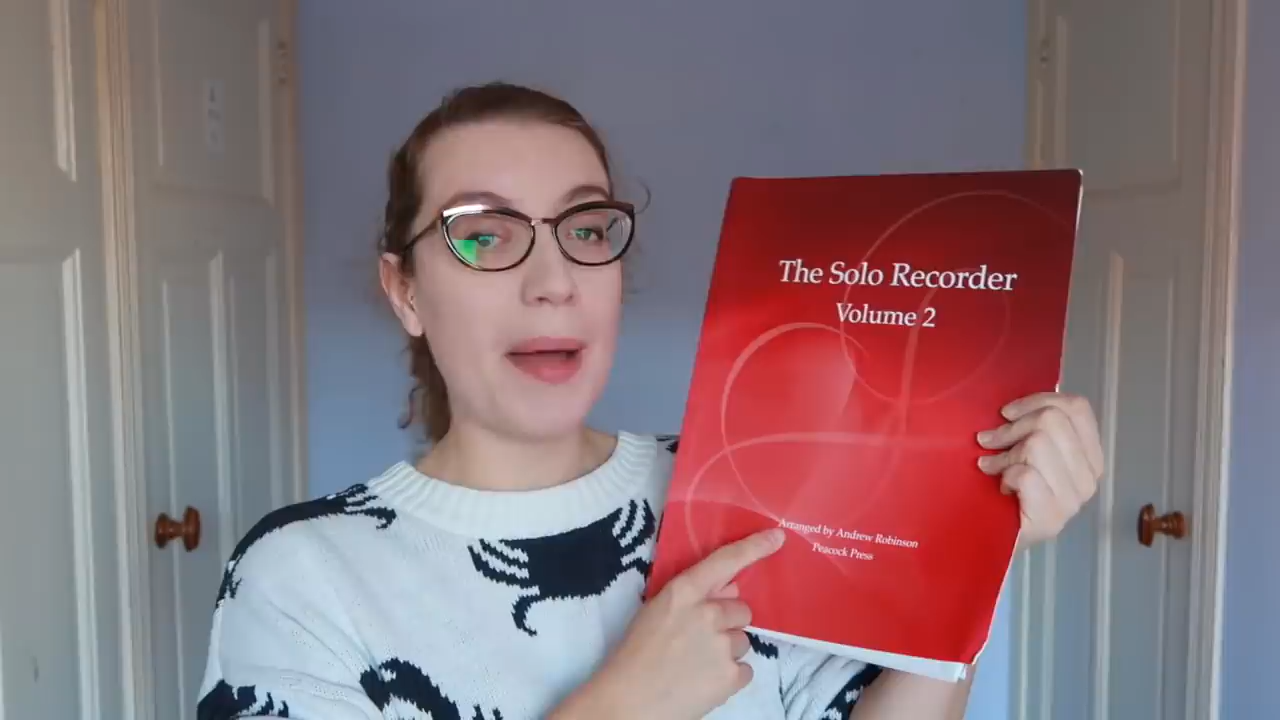 The Solo Recorder
Volume 2
Arranged by Andrew Robinson
Peacock Press